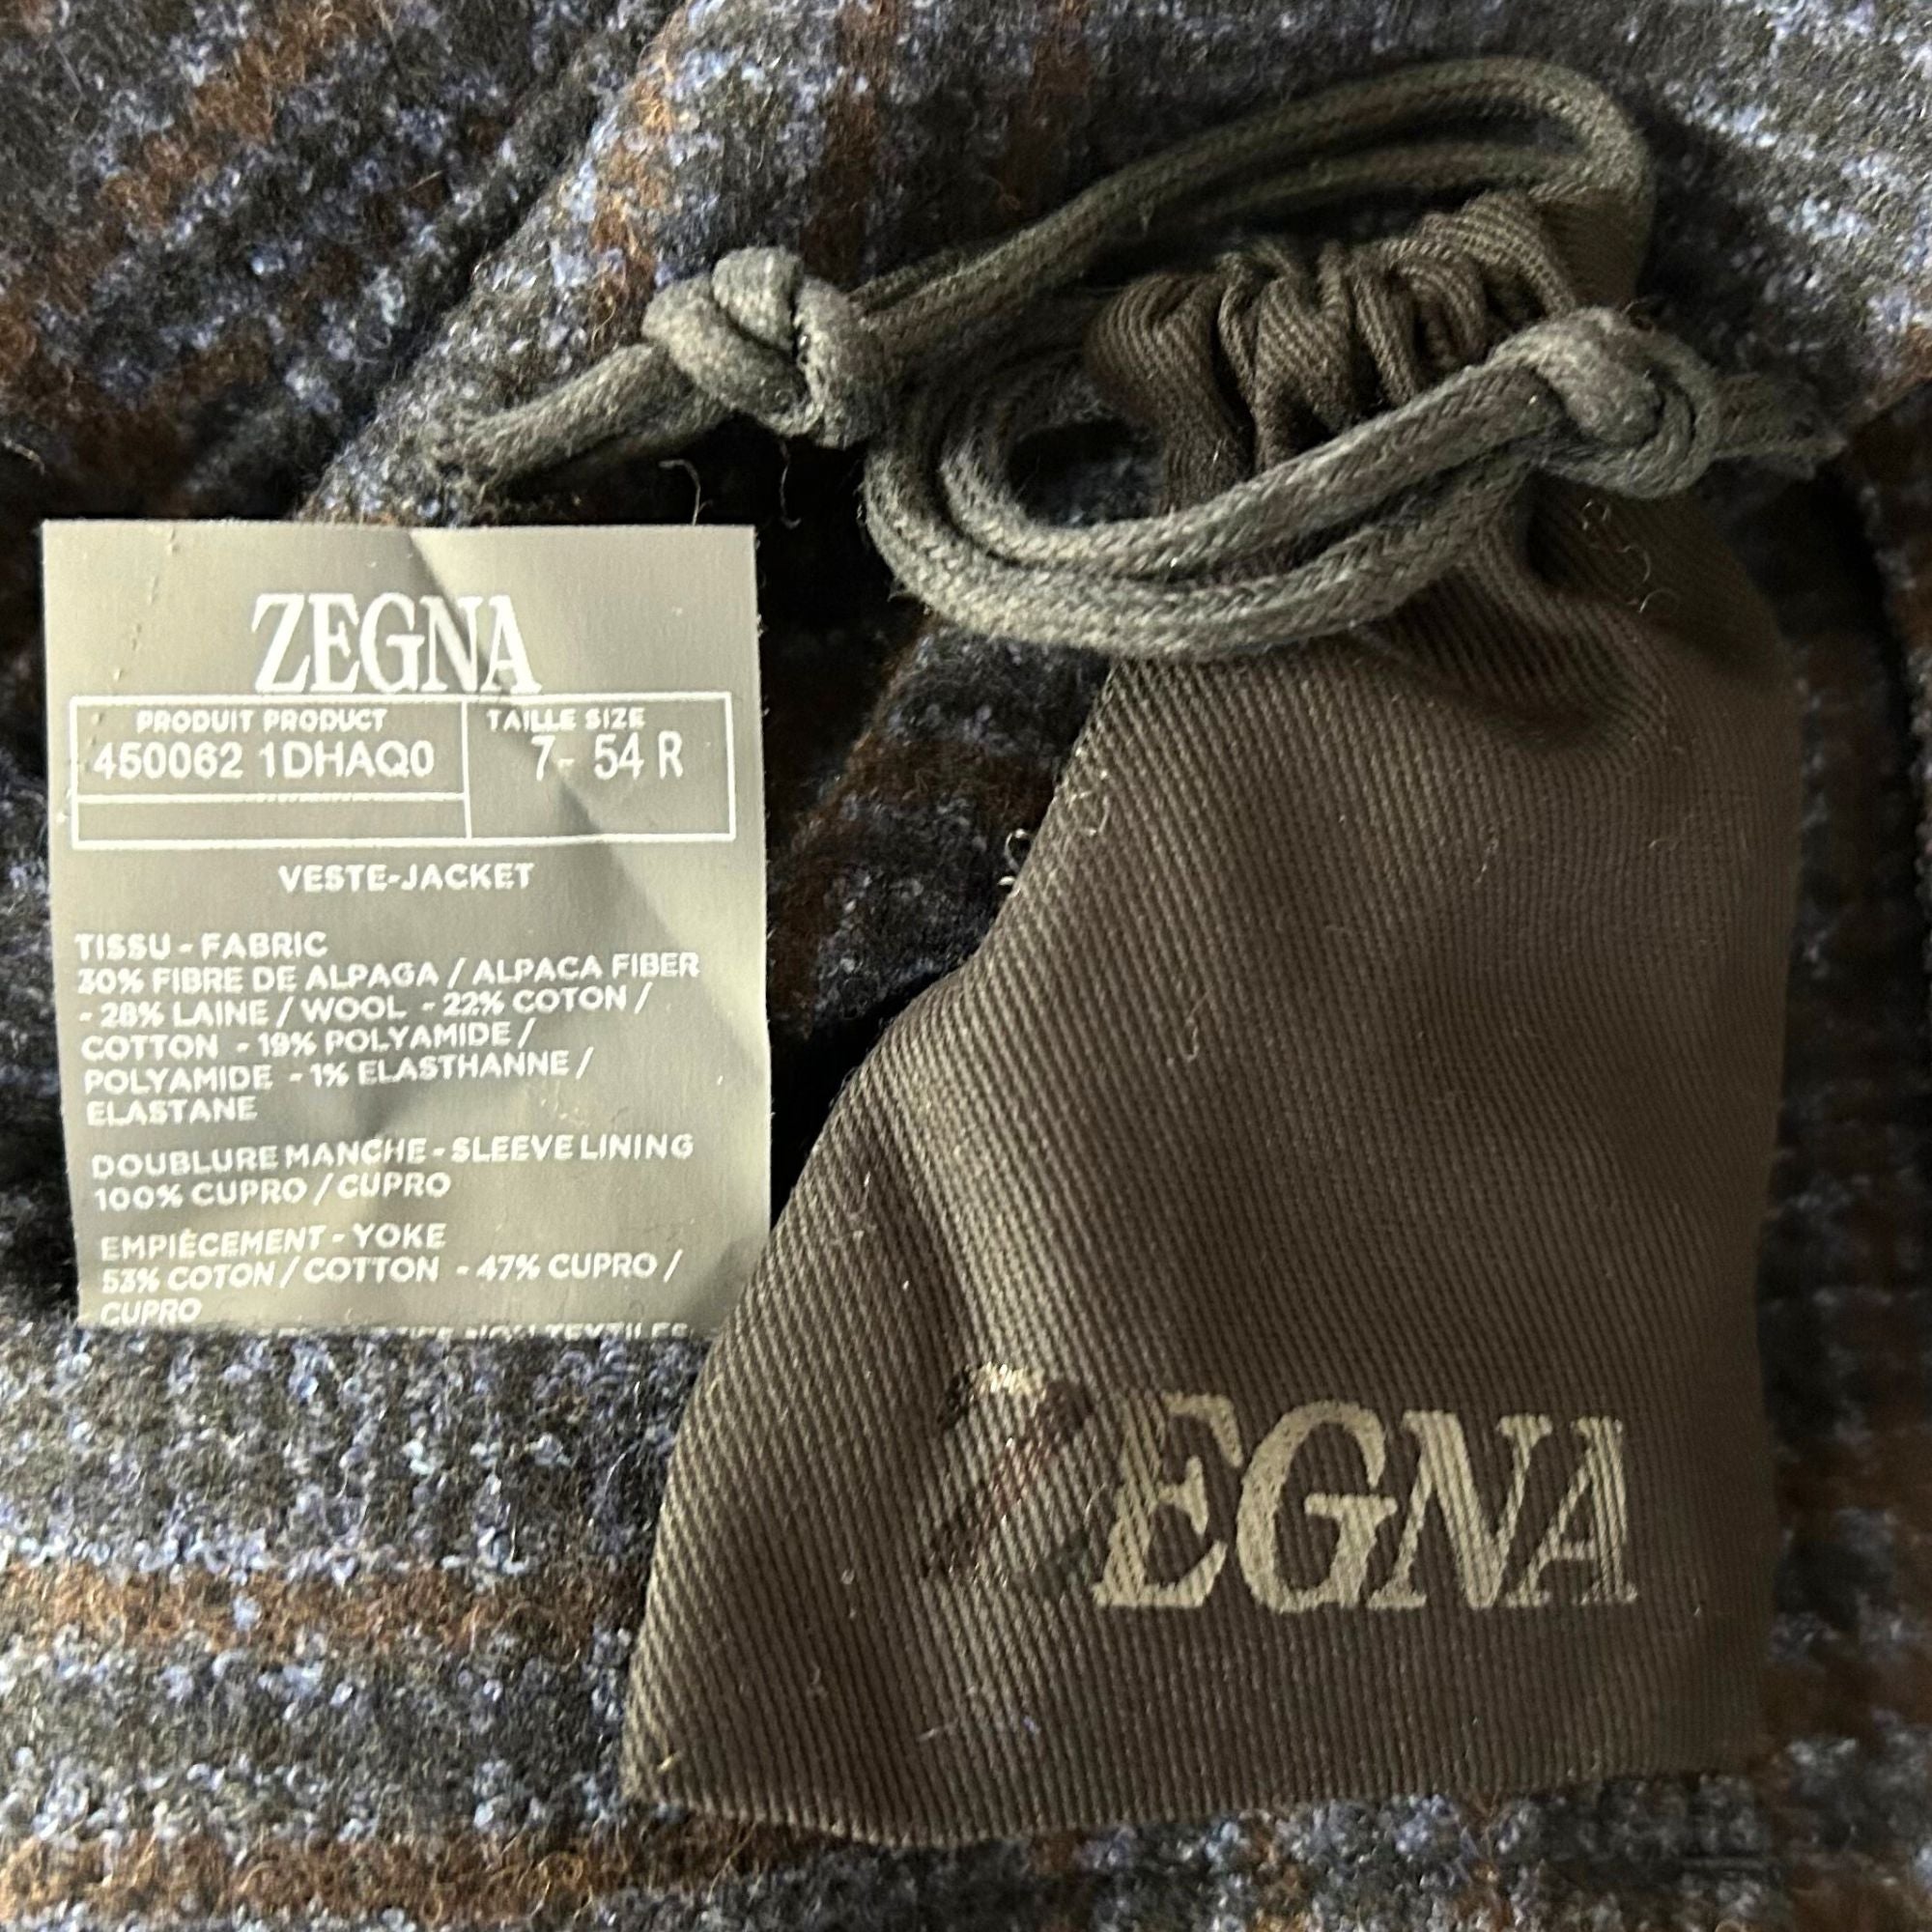 ZEGNA
PRODUIT PRODUCT
450062 1DHAQ0
TAILLE SIZE
7- 54 R
VESTE-JACKET
TISSU - FABRIC
30% FIBRE DE ALPAGA / ALPACA FIBER
- 28% LAINE / WOOL - 22% COTON /
COTTON - 19% POLYAMIDE /
POLYAMIDE - 1% ELASTHANNE /
ELASTANE
DOUBLURE MANCHE - SLEEVE LINING
100% CUPRO / CUPRO
EMPIÈCEMENT - YOKE
53% COTON / COTTON - 47% CUPRO /
CUPRO
NON TEXTILES
ZEGNA